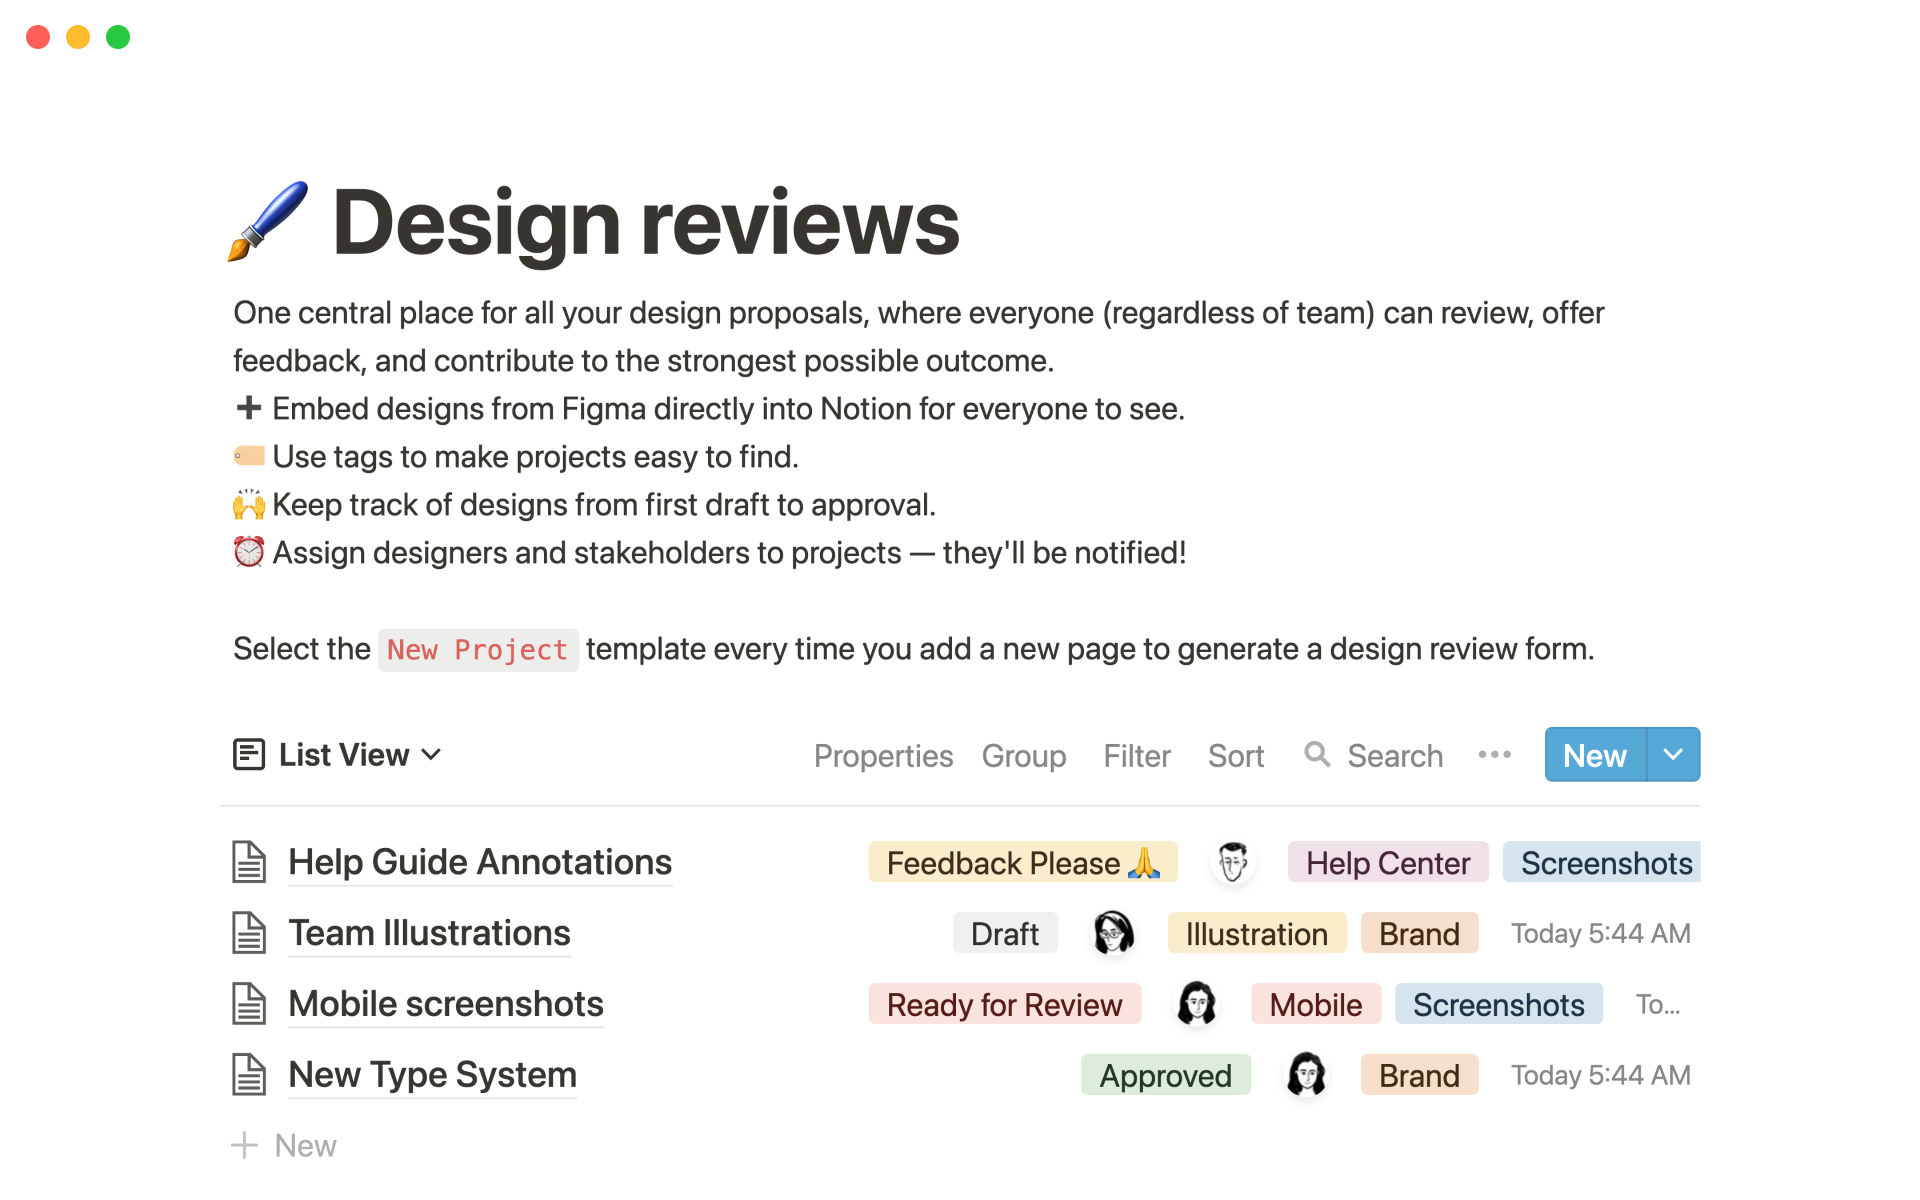 Design reviews
One central place for all your design proposals, where everyone (regardless of team) can review, offer
feedback, and contribute to the strongest possible outcome.
➕ Embed designs from Figma directly into Notion for everyone to see.
🏷️ Use tags to make projects easy to find.
🙌 Keep track of designs from first draft to approval.
⏰ Assign designers and stakeholders to projects — they'll be notified!
Select the New Project template every time you add a new page to generate a design review form.
List View Properties Group Filter Sort Search ••• New
Help Guide Annotations Feedback Please 🙏 Help Center Screenshots
Team Illustrations Draft Illustration Brand Today 5:44 AM
Mobile screenshots Ready for Review Mobile Screenshots To...
New Type System Approved Brand Today 5:44 AM
+ New